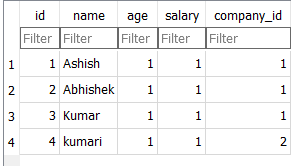 id name age salary company_id
Filter Filter Filter Filter Filter
1 1 Ashish 1 1 1
2 2 Abhishek 1 1 1
3 3 Kumar 1 1 1
4 4 kumari 1 1 2